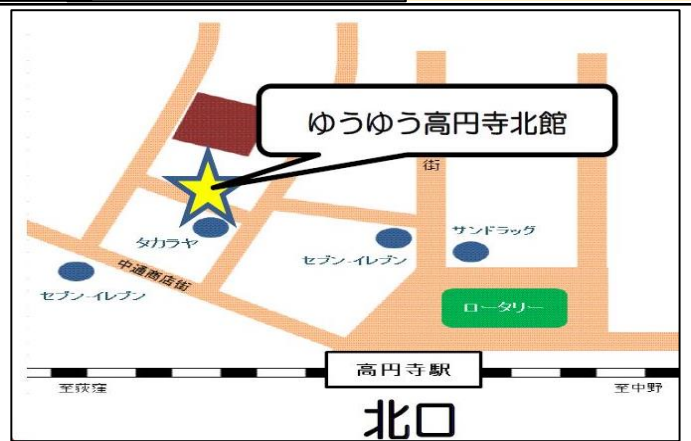 ゆうゆう高円寺北館
街
サンドラッグ
タカラヤ
セブン-イレブン
中通商店街
セブン-イレブン
ロータリー
高円寺駅
至荻窪
至中野
北口